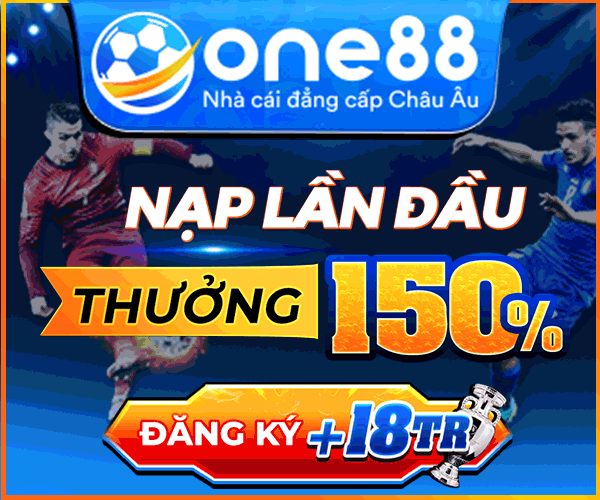 one88
Nhà cái đẳng cấp Châu Âu
NẠP LẦN ĐẦU
THƯỞNG 150%
ĐĂNG KÝ +18TR